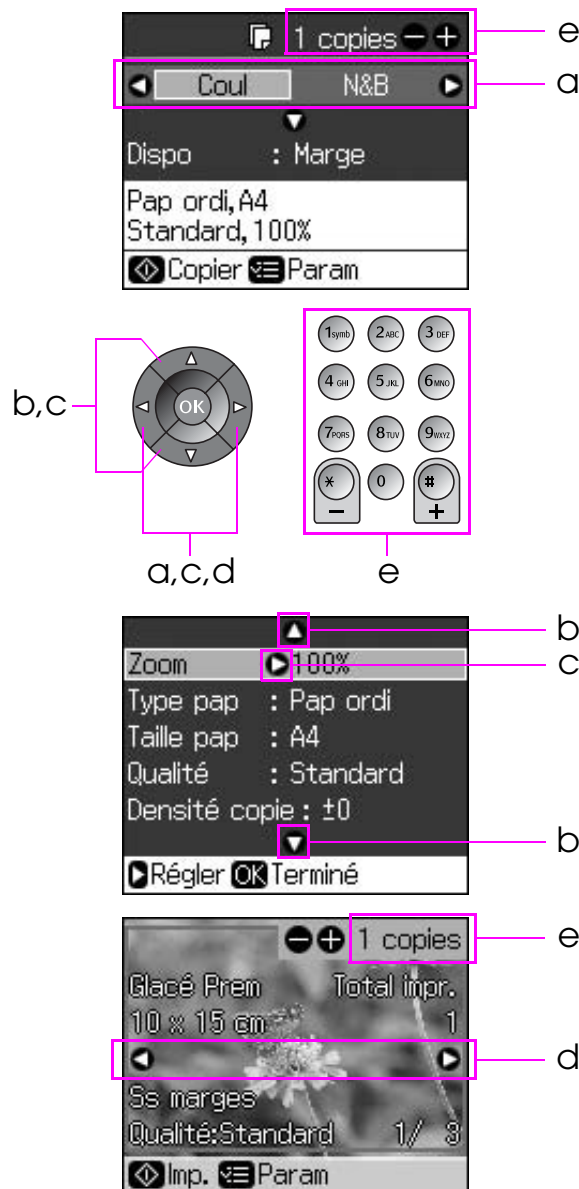 1 copies
e
Coul N&B
a
Dispo : Marge
Pap ordi, A4
Standard, 100%
Copier Param
b,c
OK
a,c,d
1symb 2ABC 3DEF
4GHI 5JKL 6MNO
7PQRS 8TUV 9WXYZ
* 0 #
− +
e
b
Zoom 100%
c
Type pap : Pap ordi
Taille pap : A4
Qualité : Standard
Densité copie : ±0
b
Régler OK Terminé
1 copies
e
Glacé Prem Total impr.
10 x 15 cm 1
d
Ss marges
Qualité:Standard 1/ 3
Imp. Param